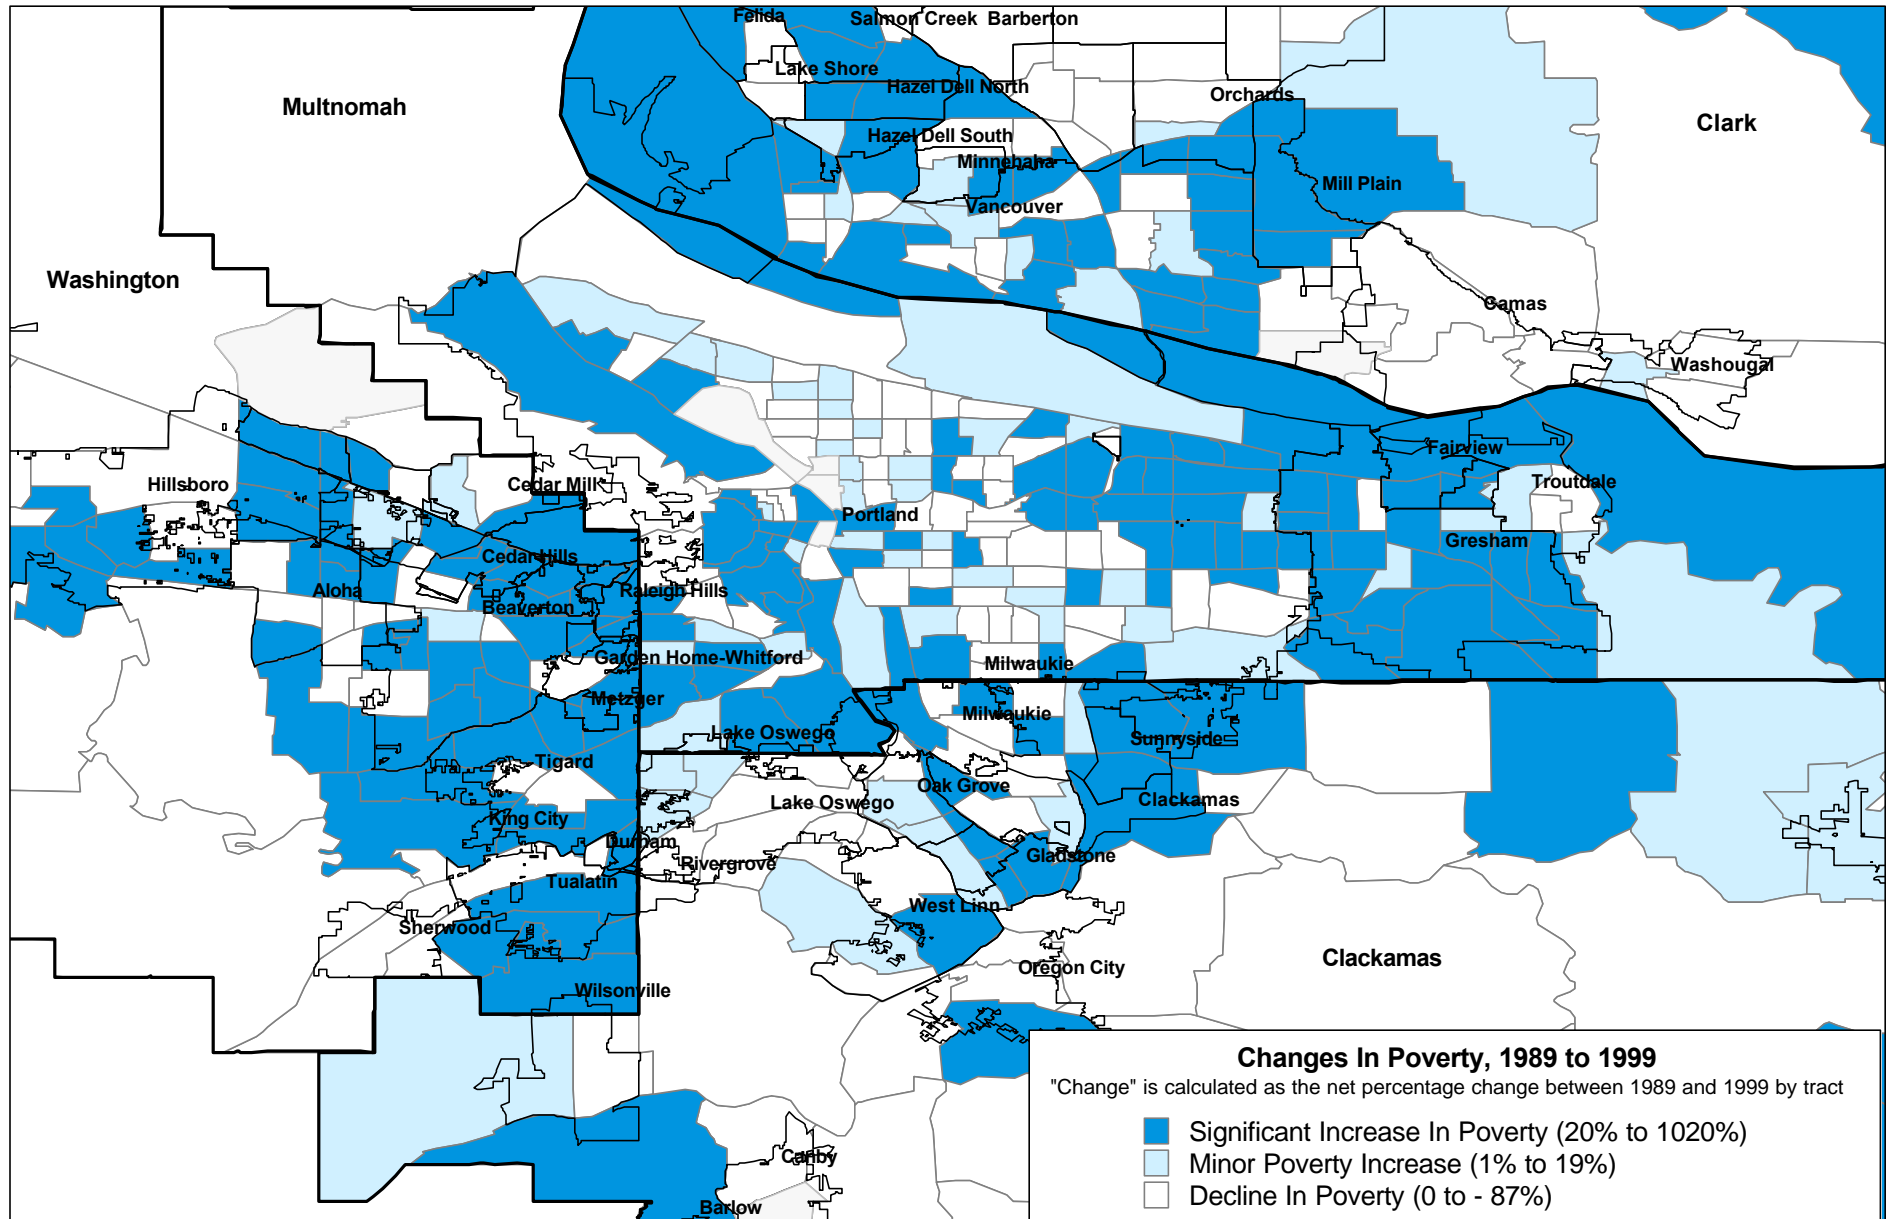 Felida
Salmon Creek Barberton
Lake Shore
Hazel Dell North
Orchards
Multnomah
Clark
Hazel Dell South
Minnehaha
Mill Plain
Vancouver
Washington
Camas
Washougal
Fairview
Hillsboro
Cedar Mill
Troutdale
Portland
Gresham
Cedar Hills
Aloha
Raleigh Hills
Beaverton
Garden Home-Whitford
Milwaukie
Metzger
Milwaukie
Lake Oswego
Sunnyside
Tigard
Oak Grove
Lake Oswego
Clackamas
King City
Durham
Gladstone
Rivergrove
Tualatin
West Linn
Sherwood
Clackamas
Oregon City
Wilsonville
Changes In Poverty, 1989 to 1999
"Change" is calculated as the net percentage change between 1989 and 1999 by tract
Significant Increase In Poverty (20% to 1020%)
Minor Poverty Increase (1% to 19%)
Decline In Poverty (0 to - 87%)
Canby
Barlow